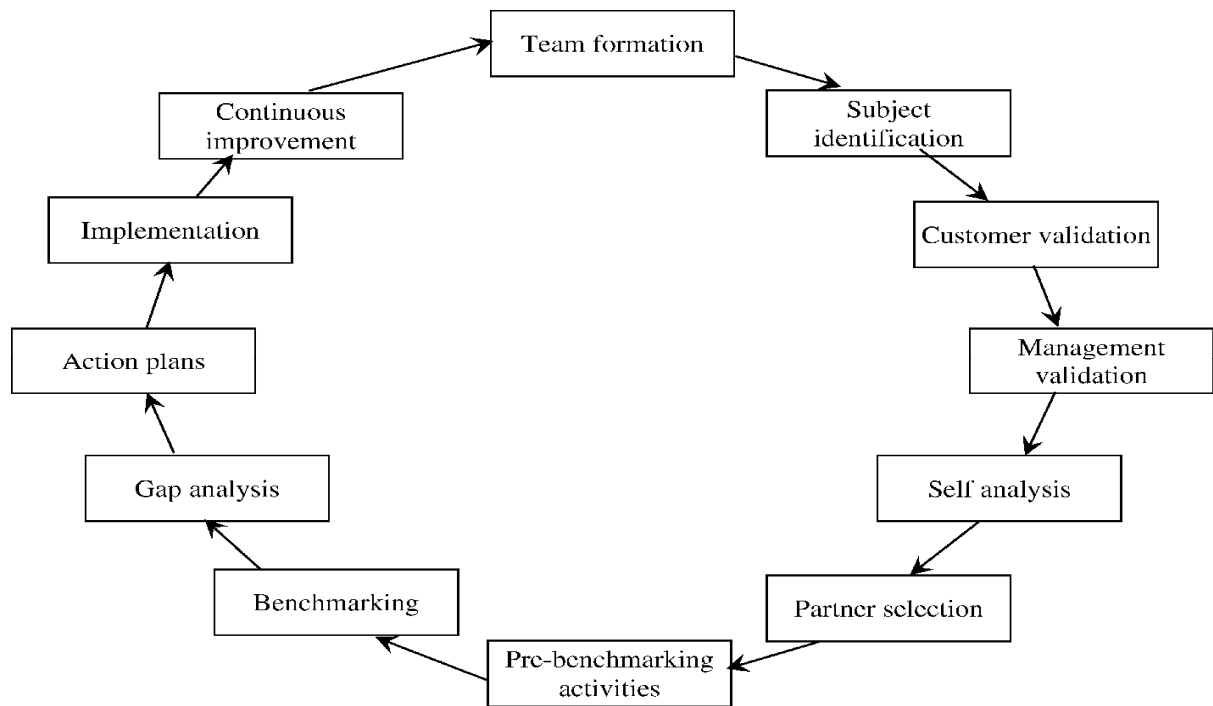 Team formation
Subject
identification
Customer validation
Management
validation
Self analysis
Partner selection
Pre-benchmarking
activities
Benchmarking
Gap analysis
Action plans
Implementation
Continuous
improvement